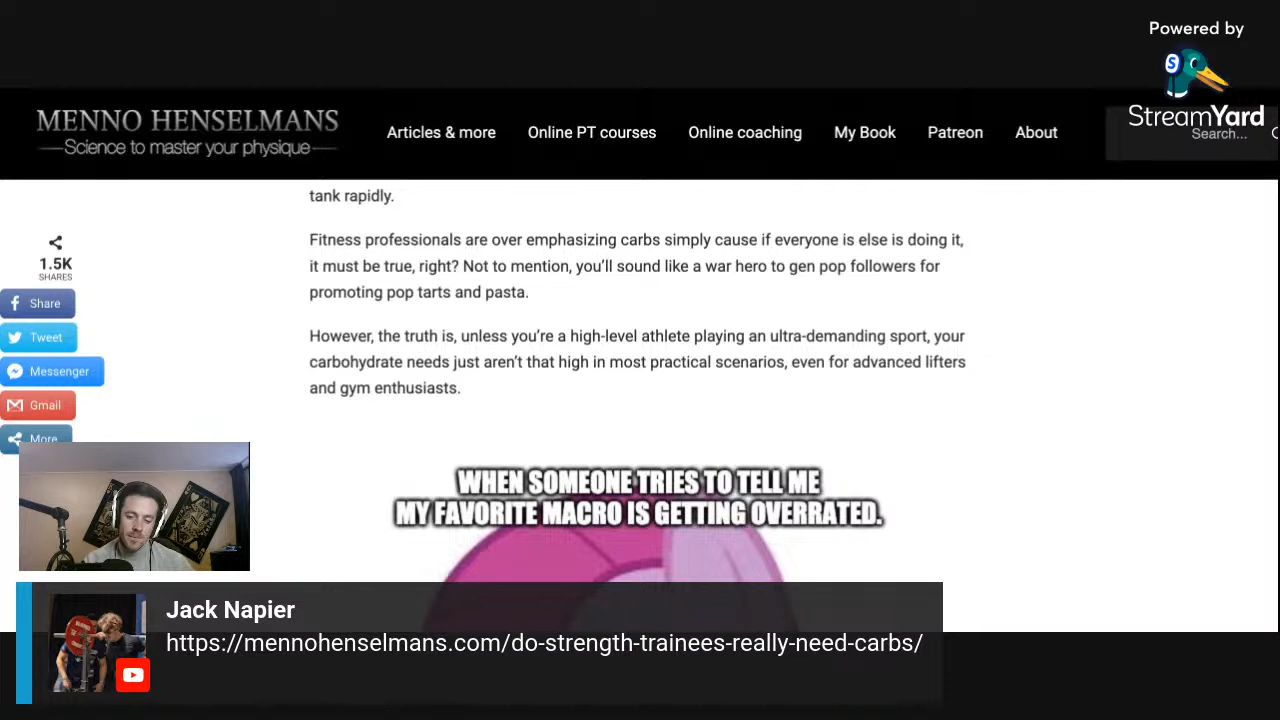 Powered by
StreamYard
MENNO HENSELMANS
Science to master your physique
Articles & more
Online PT courses
Online coaching
My Book
Patreon
About
Search...
tank rapidly.
Fitness professionals are over emphasizing carbs simply cause if everyone is else is doing it,
it must be true, right? Not to mention, you’ll sound like a war hero to gen pop followers for
promoting pop tarts and pasta.
However, the truth is, unless you’re a high-level athlete playing an ultra-demanding sport, your
carbohydrate needs just aren’t that high in most practical scenarios, even for advanced lifters
and gym enthusiasts.
1.5K
SHARES
Share
Tweet
Messenger
Gmail
More
WHEN SOMEONE TRIES TO TELL ME
MY FAVORITE MACRO IS GETTING OVERRATED.
Jack Napier
https://mennohenselmans.com/do-strength-trainees-really-need-carbs/